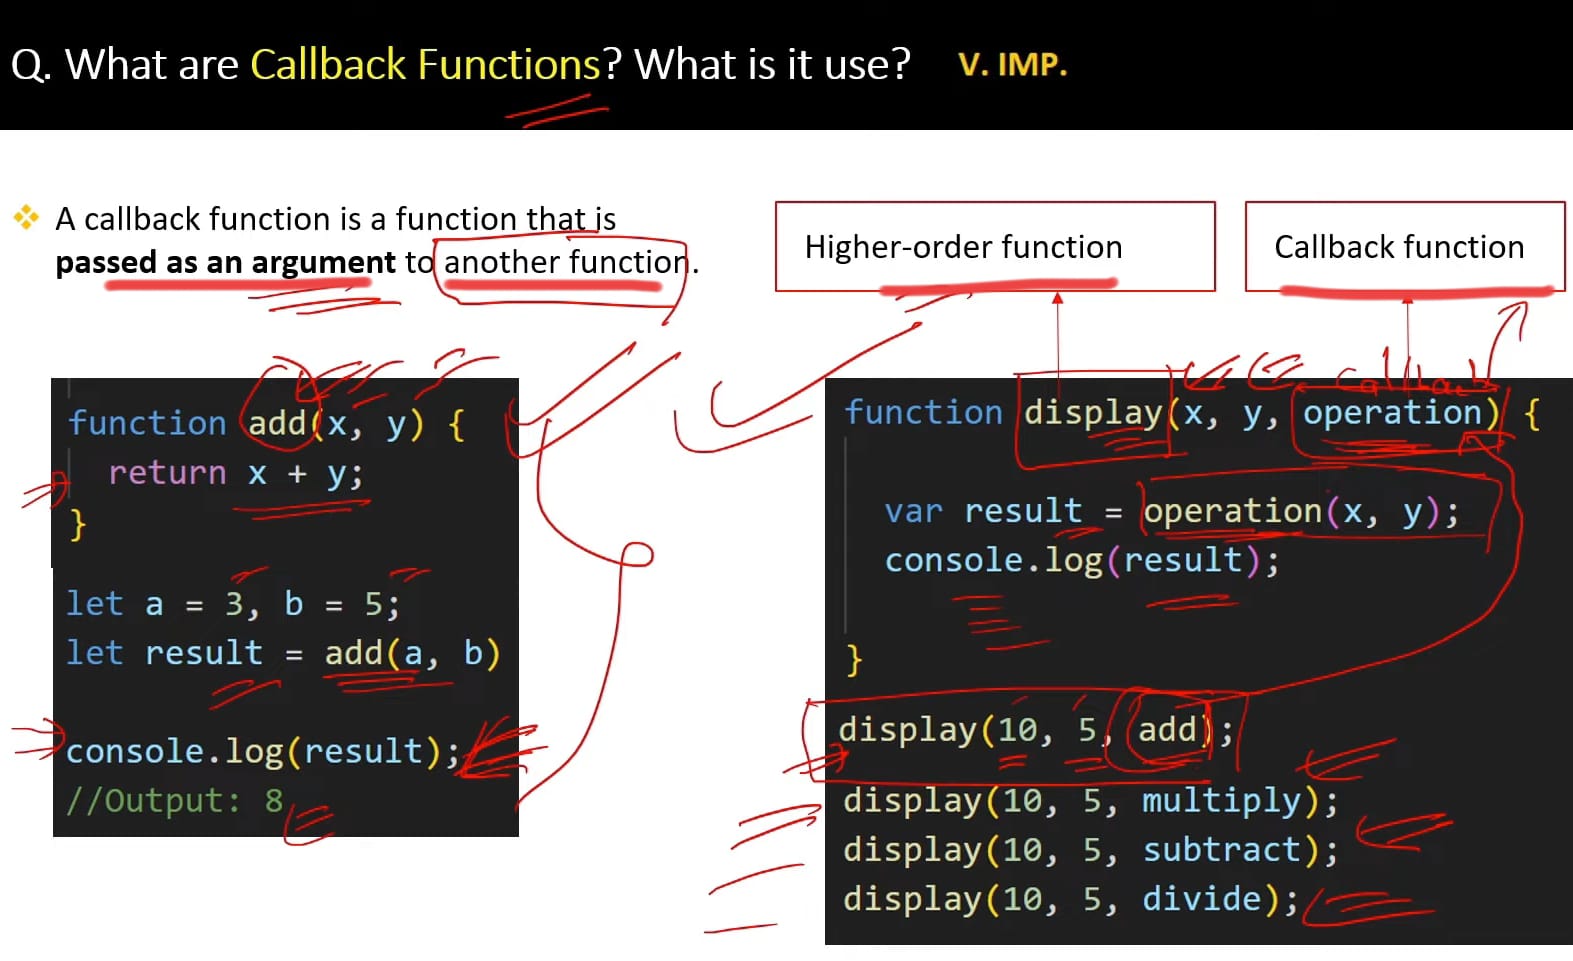 Q. What are Callback Functions? What is it use? V. IMP.
A callback function is a function that is
passed as an argument to another function.
Higher-order function
Callback function
function add(x, y) {
return x + y;
}
let a = 3, b = 5;
let result = add(a, b)
console.log(result);
//Output: 8
callback
function display(x, y, operation) {
var result = operation(x, y);
console.log(result);
}
display(10, 5, add);
display(10, 5, multiply);
display(10, 5, subtract);
display(10, 5, divide);